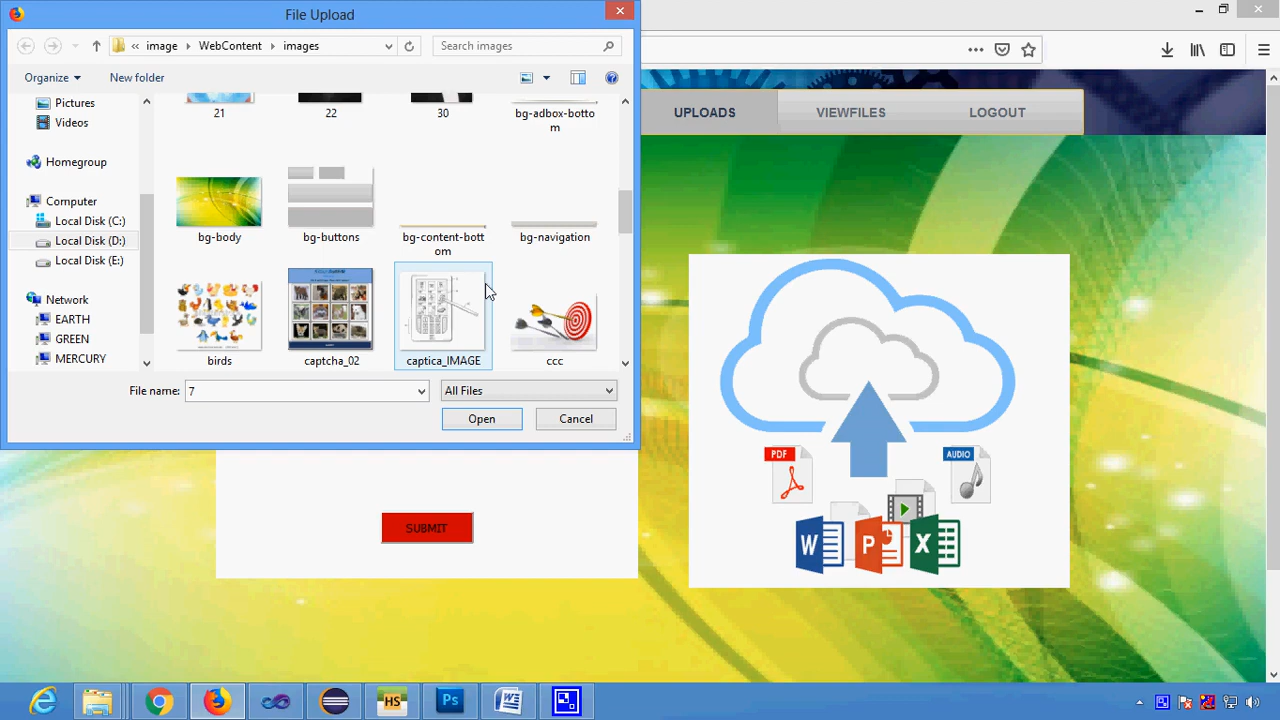 File Upload
« image WebContent images
Search images
Organize
New folder
Pictures
Videos
Homegroup
Computer
Local Disk (C:)
Local Disk (D:)
Local Disk (E:)
Network
EARTH
GREEN
MERCURY
21
22
30
bg-adbox-botto
m
bg-body
bg-buttons
bg-content-bott
om
bg-navigation
birds
captcha_02
captica_IMAGE
ccc
File name:
7
All Files
Open
Cancel
UPLOADS
VIEWFILES
LOGOUT
PDF
AUDIO
W
P
X
SUBMIT
HS
Ps
W